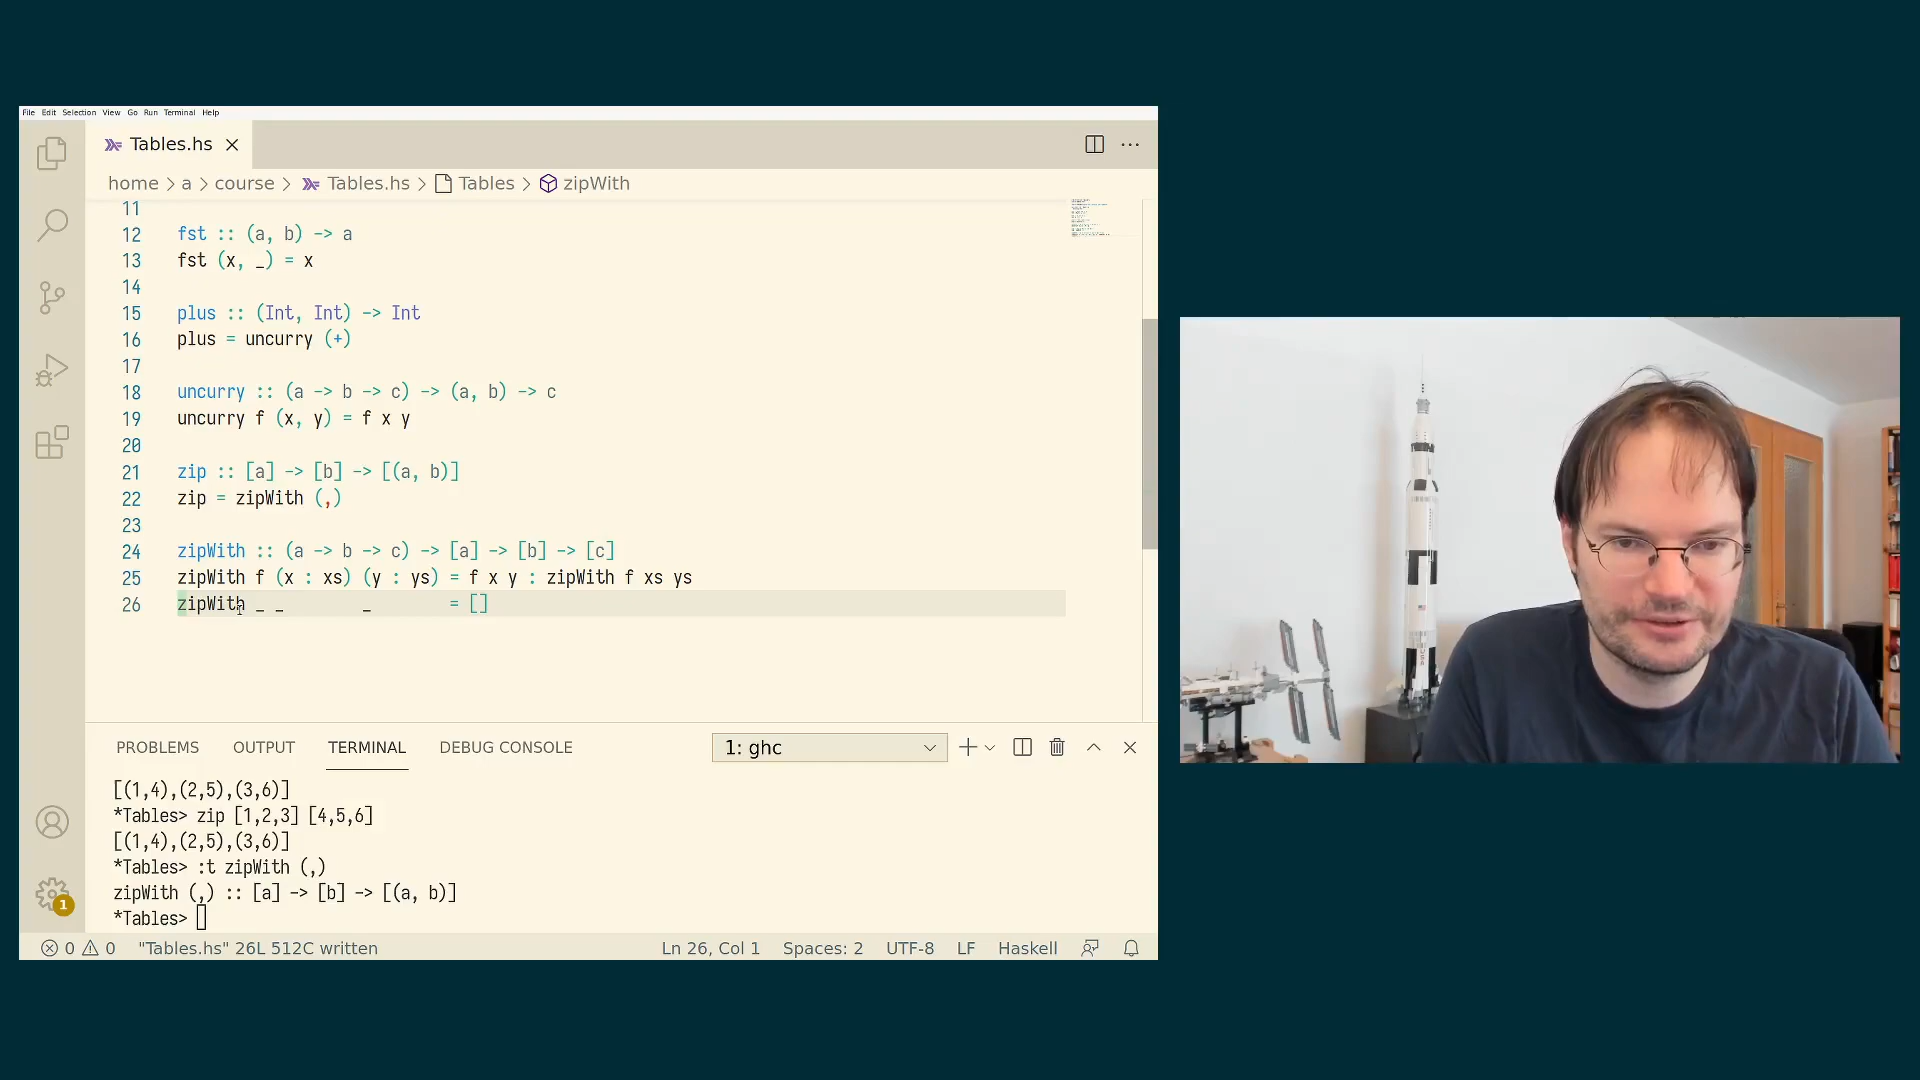 File Edit Selection View Go Run Terminal Help
Tables.hs
home > a > course > Tables.hs > Tables > zipWith
11
12 fst :: (a, b) -> a
13 fst (x, _) = x
14
15 plus :: (Int, Int) -> Int
16 plus = uncurry (+)
17
18 uncurry :: (a -> b -> c) -> (a, b) -> c
19 uncurry f (x, y) = f x y
20
21 zip :: [a] -> [b] -> [(a, b)]
22 zip = zipWith (,)
23
24 zipWith :: (a -> b -> c) -> [a] -> [b] -> [c]
25 zipWith f (x : xs) (y : ys) = f x y : zipWith f xs ys
26 zipWith _ _        _        = []
PROBLEMS OUTPUT TERMINAL DEBUG CONSOLE 1: ghc
[(1,4),(2,5),(3,6)]
*Tables> zip [1,2,3] [4,5,6]
[(1,4),(2,5),(3,6)]
*Tables> :t zipWith (,)
zipWith (,) :: [a] -> [b] -> [(a, b)]
*Tables>
1
0 0 "Tables.hs" 26L 512C written Ln 26, Col 1 Spaces: 2 UTF-8 LF Haskell